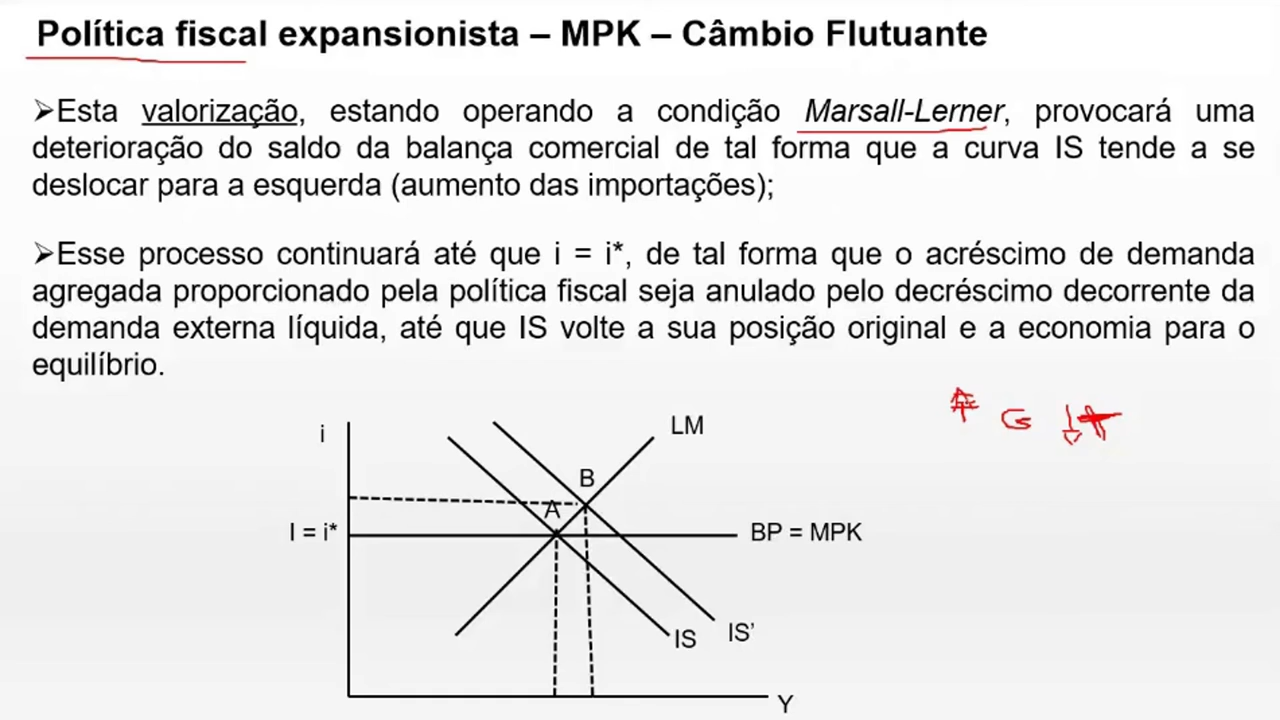 Política fiscal expansionista – MPK – Câmbio Flutuante
➢Esta valorização, estando operando a condição Marsall-Lerner, provocará uma
deterioração do saldo da balança comercial de tal forma que a curva IS tende a se
deslocar para a esquerda (aumento das importações);
➢Esse processo continuará até que i = i*, de tal forma que o acréscimo de demanda
agregada proporcionado pela política fiscal seja anulado pelo decréscimo decorrente da
demanda externa líquida, até que IS volte a sua posição original e a economia para o
equilíbrio.
G
i
LM
B
A
I = i*
BP = MPK
IS
IS’
Y